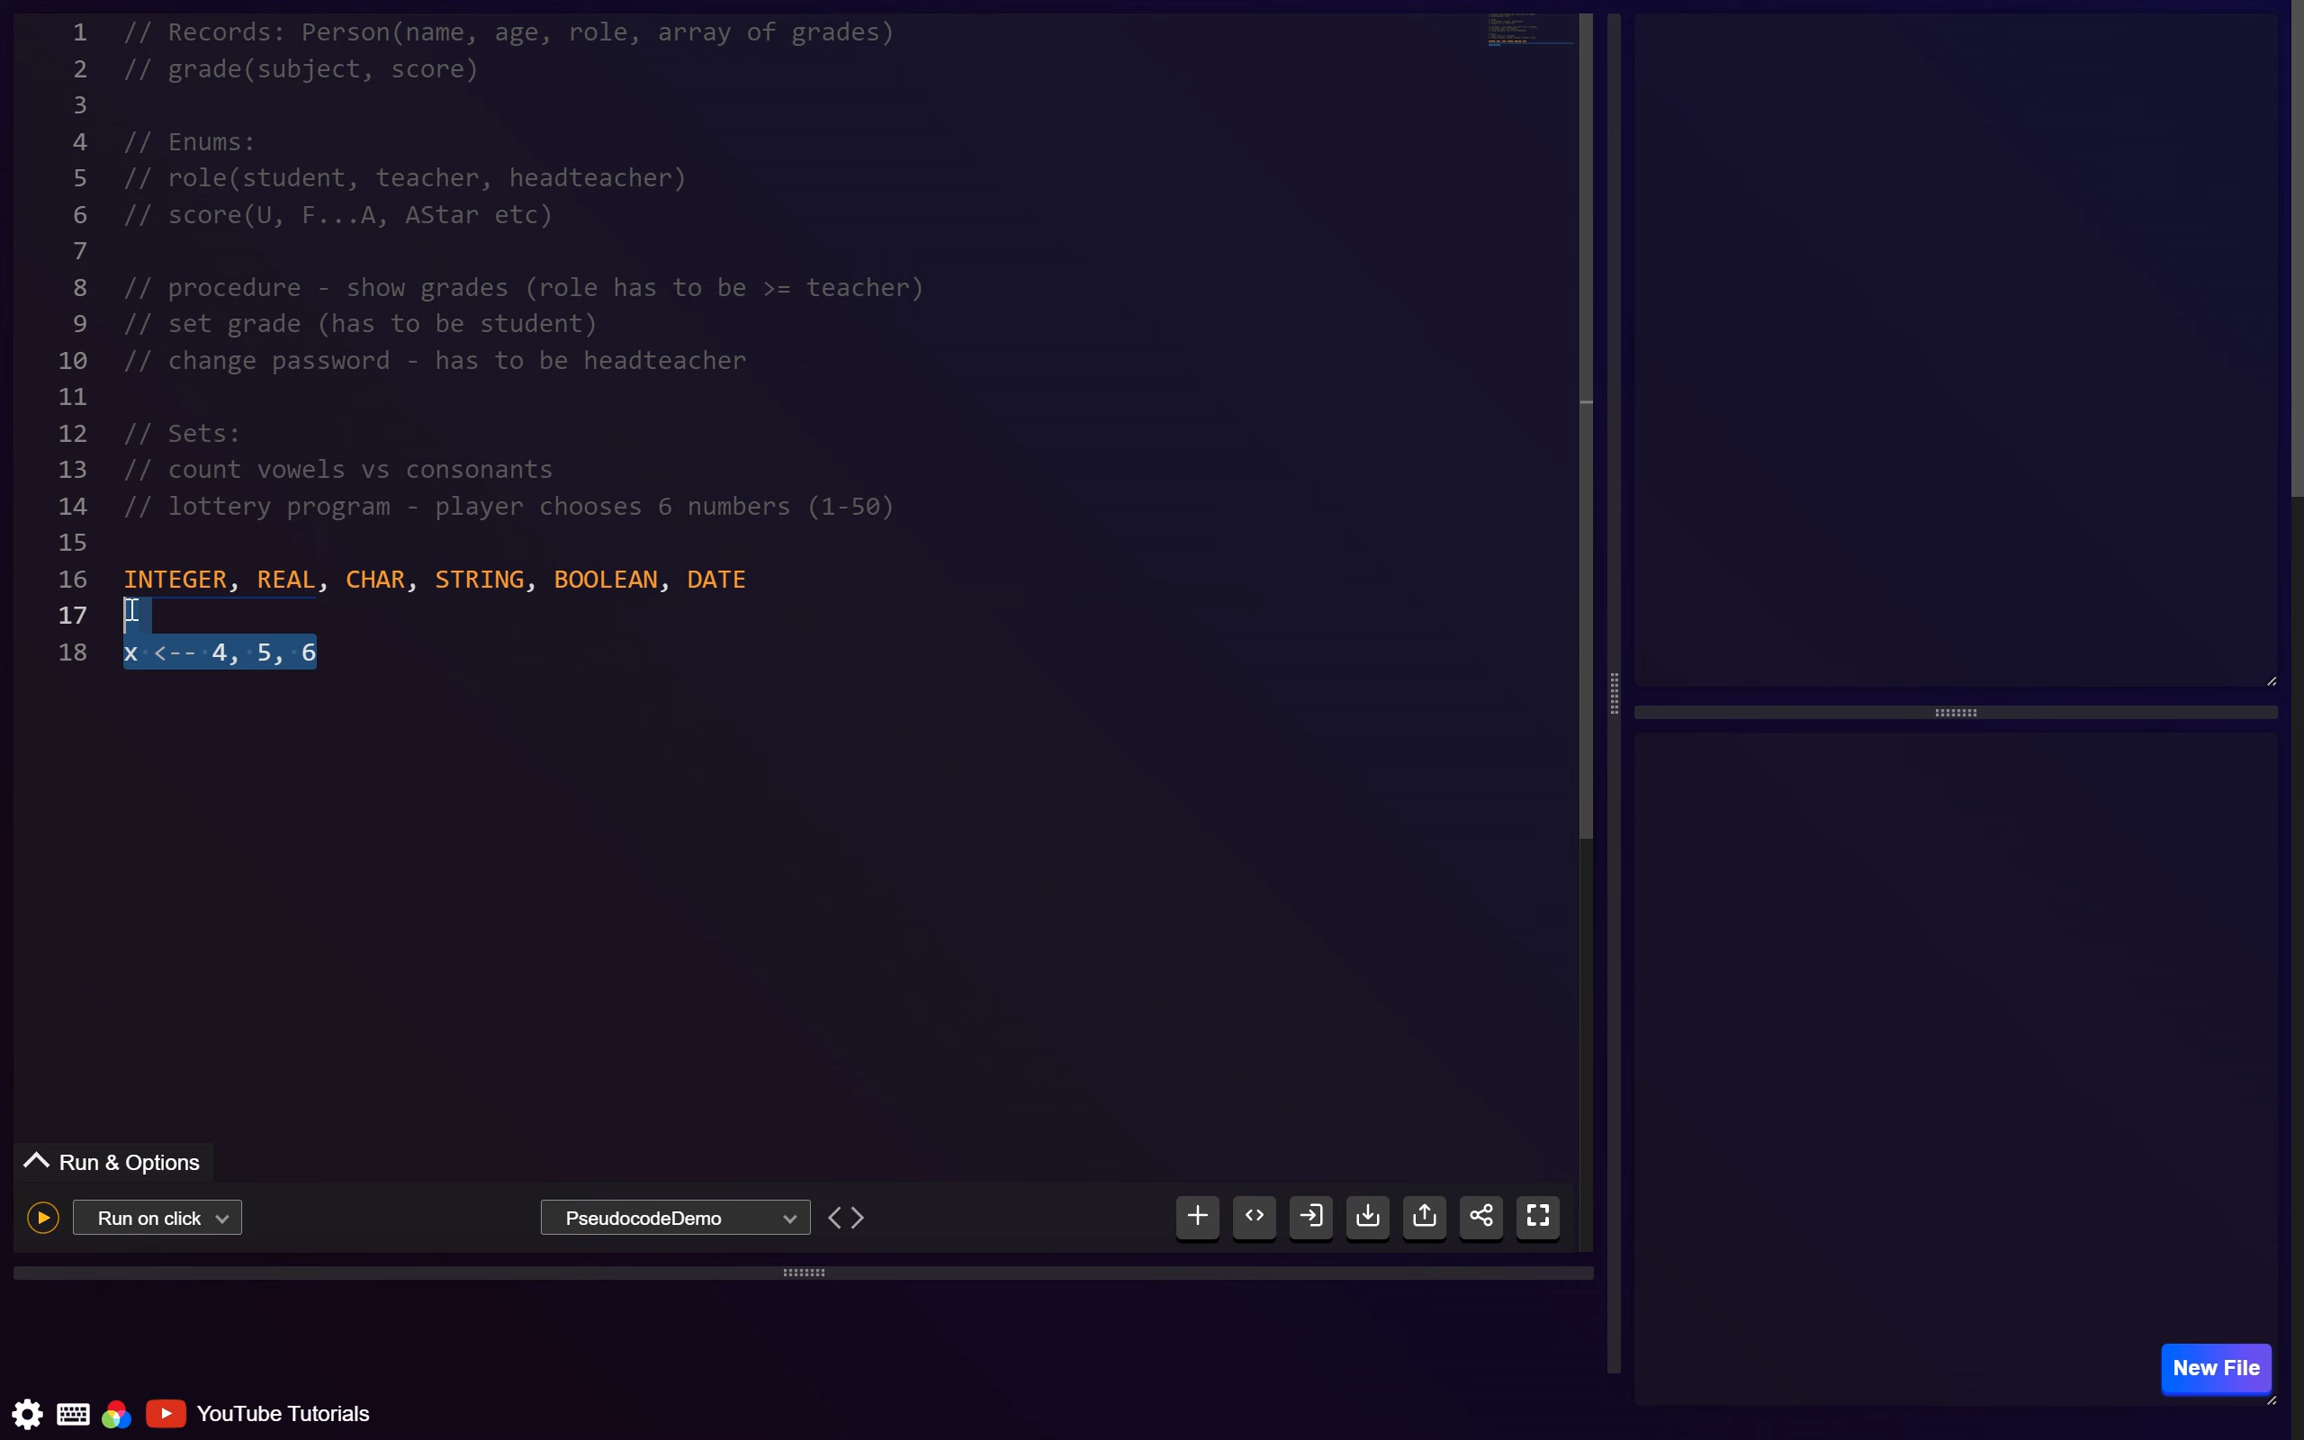 1 // Records: Person(name, age, role, array of grades)
2 // grade(subject, score)
3
4 // Enums:
5 // role(student, teacher, headteacher)
6 // score(U, F...A, AStar etc)
7
8 // procedure - show grades (role has to be >= teacher)
9 // set grade (has to be student)
10 // change password - has to be headteacher
11
12 // Sets:
13 // count vowels vs consonants
14 // lottery program - player chooses 6 numbers (1-50)
15
16 INTEGER, REAL, CHAR, STRING, BOOLEAN, DATE
17
18 x <-- 4, 5, 6
Run & Options
Run on click
PseudocodeDemo
New File
YouTube Tutorials